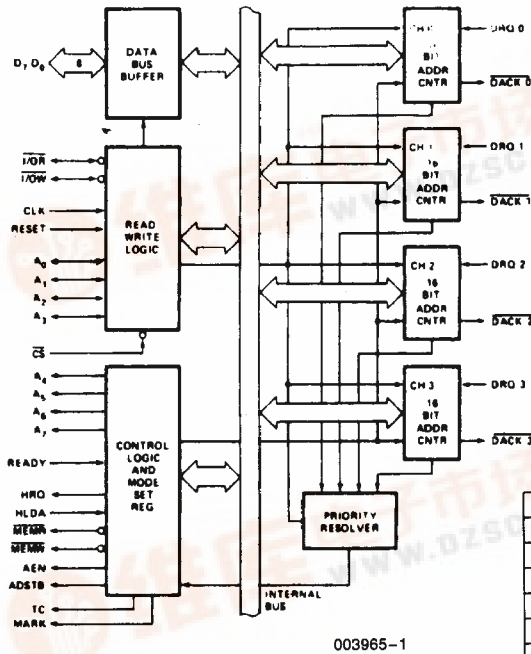 D7 D0
8
DATA
BUS
BUFFER
I/OR
I/OW
CLK
RESET
A0
A1
A2
A3
CS
READ
WRITE
LOGIC
A4
A5
A6
A7
READY
HRQ
HLDA
MEMR
MEMW
AEN
ADSTB
TC
MARK
CONTROL
LOGIC
AND
MODE
SET
REG
BIT
ADDR
CNTR
DRQ 0
DACK 0
CH 1
16
BIT
ADDR
CNTR
DRQ 1
DACK 1
CH 2
16
BIT
ADDR
CNTR
DRQ 2
DACK 2
CH 3
16
BIT
ADDR
CNTR
DRQ 3
DACK 3
PRIORITY
RESOLVER
INTERNAL
BUS
003965-1